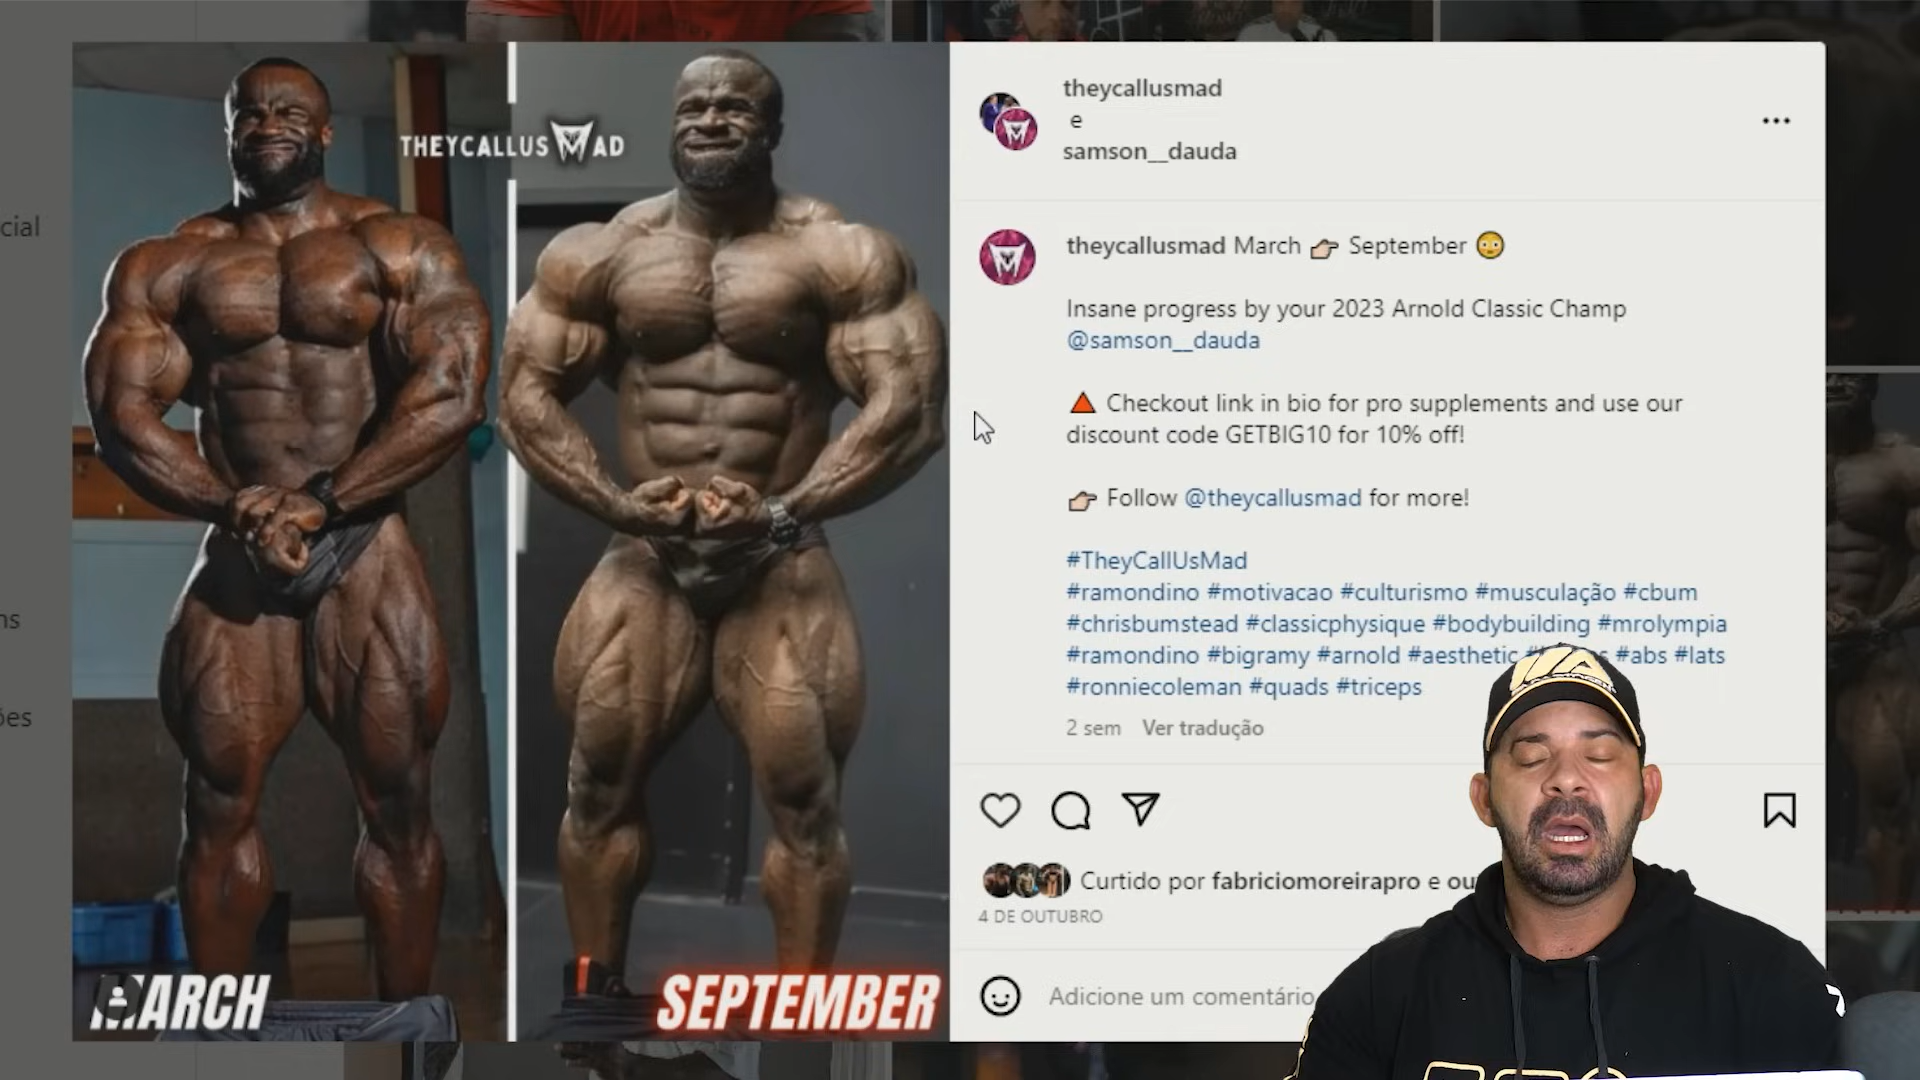 cial
ns
ões
THEYCALLUSMAD
MARCH
SEPTEMBER
theycallusmad
e
samson__dauda
theycallusmad March 👉 September 😳
Insane progress by your 2023 Arnold Classic Champ
@samson__dauda
🔺 Checkout link in bio for pro supplements and use our
discount code GETBIG10 for 10% off!
👉 Follow @theycallusmad for more!
#TheyCallUsMad
#ramondino #motivacao #culturismo #musculação #cbum
#chrisbumstead #classicphysique #bodybuilding #mrolympia
#ramondino #bigramy #arnold #aesthetic #abs #lats
#ronniecoleman #quads #triceps
2 sem Ver tradução
Curtido por fabriciomoreirapro e ou
4 DE OUTUBRO
Adicione um comentário